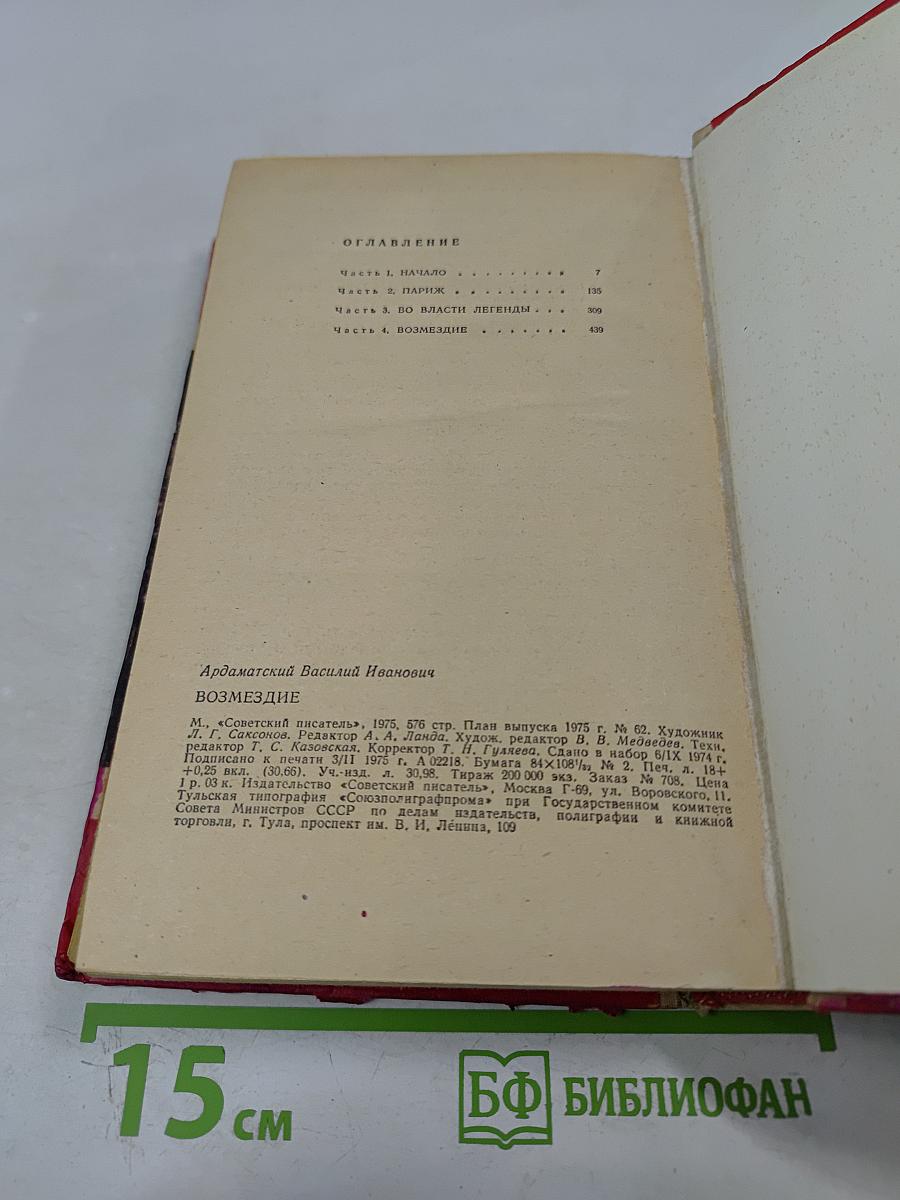 ОГЛАВЛЕНИЕ
Часть 1. НАЧАЛО . . . . . . . . . 7
Часть 2. ПАРИЖ . . . . . . . . . 135
Часть 3. ВО ВЛАСТИ ЛЕГЕНДЫ . . . 309
Часть 4. ВОЗМЕЗДИЕ . . . . . . . 439
Ардаматский Василий Иванович
ВОЗМЕЗДИЕ
М., «Советский писатель», 1975, 576 стр. План выпуска 1975 г. № 62. Художник
Л. Г. Саксонов. Редактор А. А. Ланда. Худож. редактор В. В. Медведев. Техн.
редактор Т. С. Казовская. Корректор Т. Н. Гуляева. Сдано в набор 6/IX 1974 г.
Подписано к печати 3/II 1975 г. А 02218. Бумага 84×108¹/₃₂ № 2. Печ. л. 18+
+0,25 вкл. (30,66). Уч.-изд. л. 30,98. Тираж 200 000 экз. Заказ № 708. Цена
1 р. 03 к. Издательство «Советский писатель», Москва Г-69, ул. Воровского, 11.
Тульская типография «Союзполиграфпрома» при Государственном комитете
Совета Министров СССР по делам издательств, полиграфии и книжной
торговли, г. Тула, проспект им. В. И. Ленина, 109
15 см
БФ БИБЛИОФАН